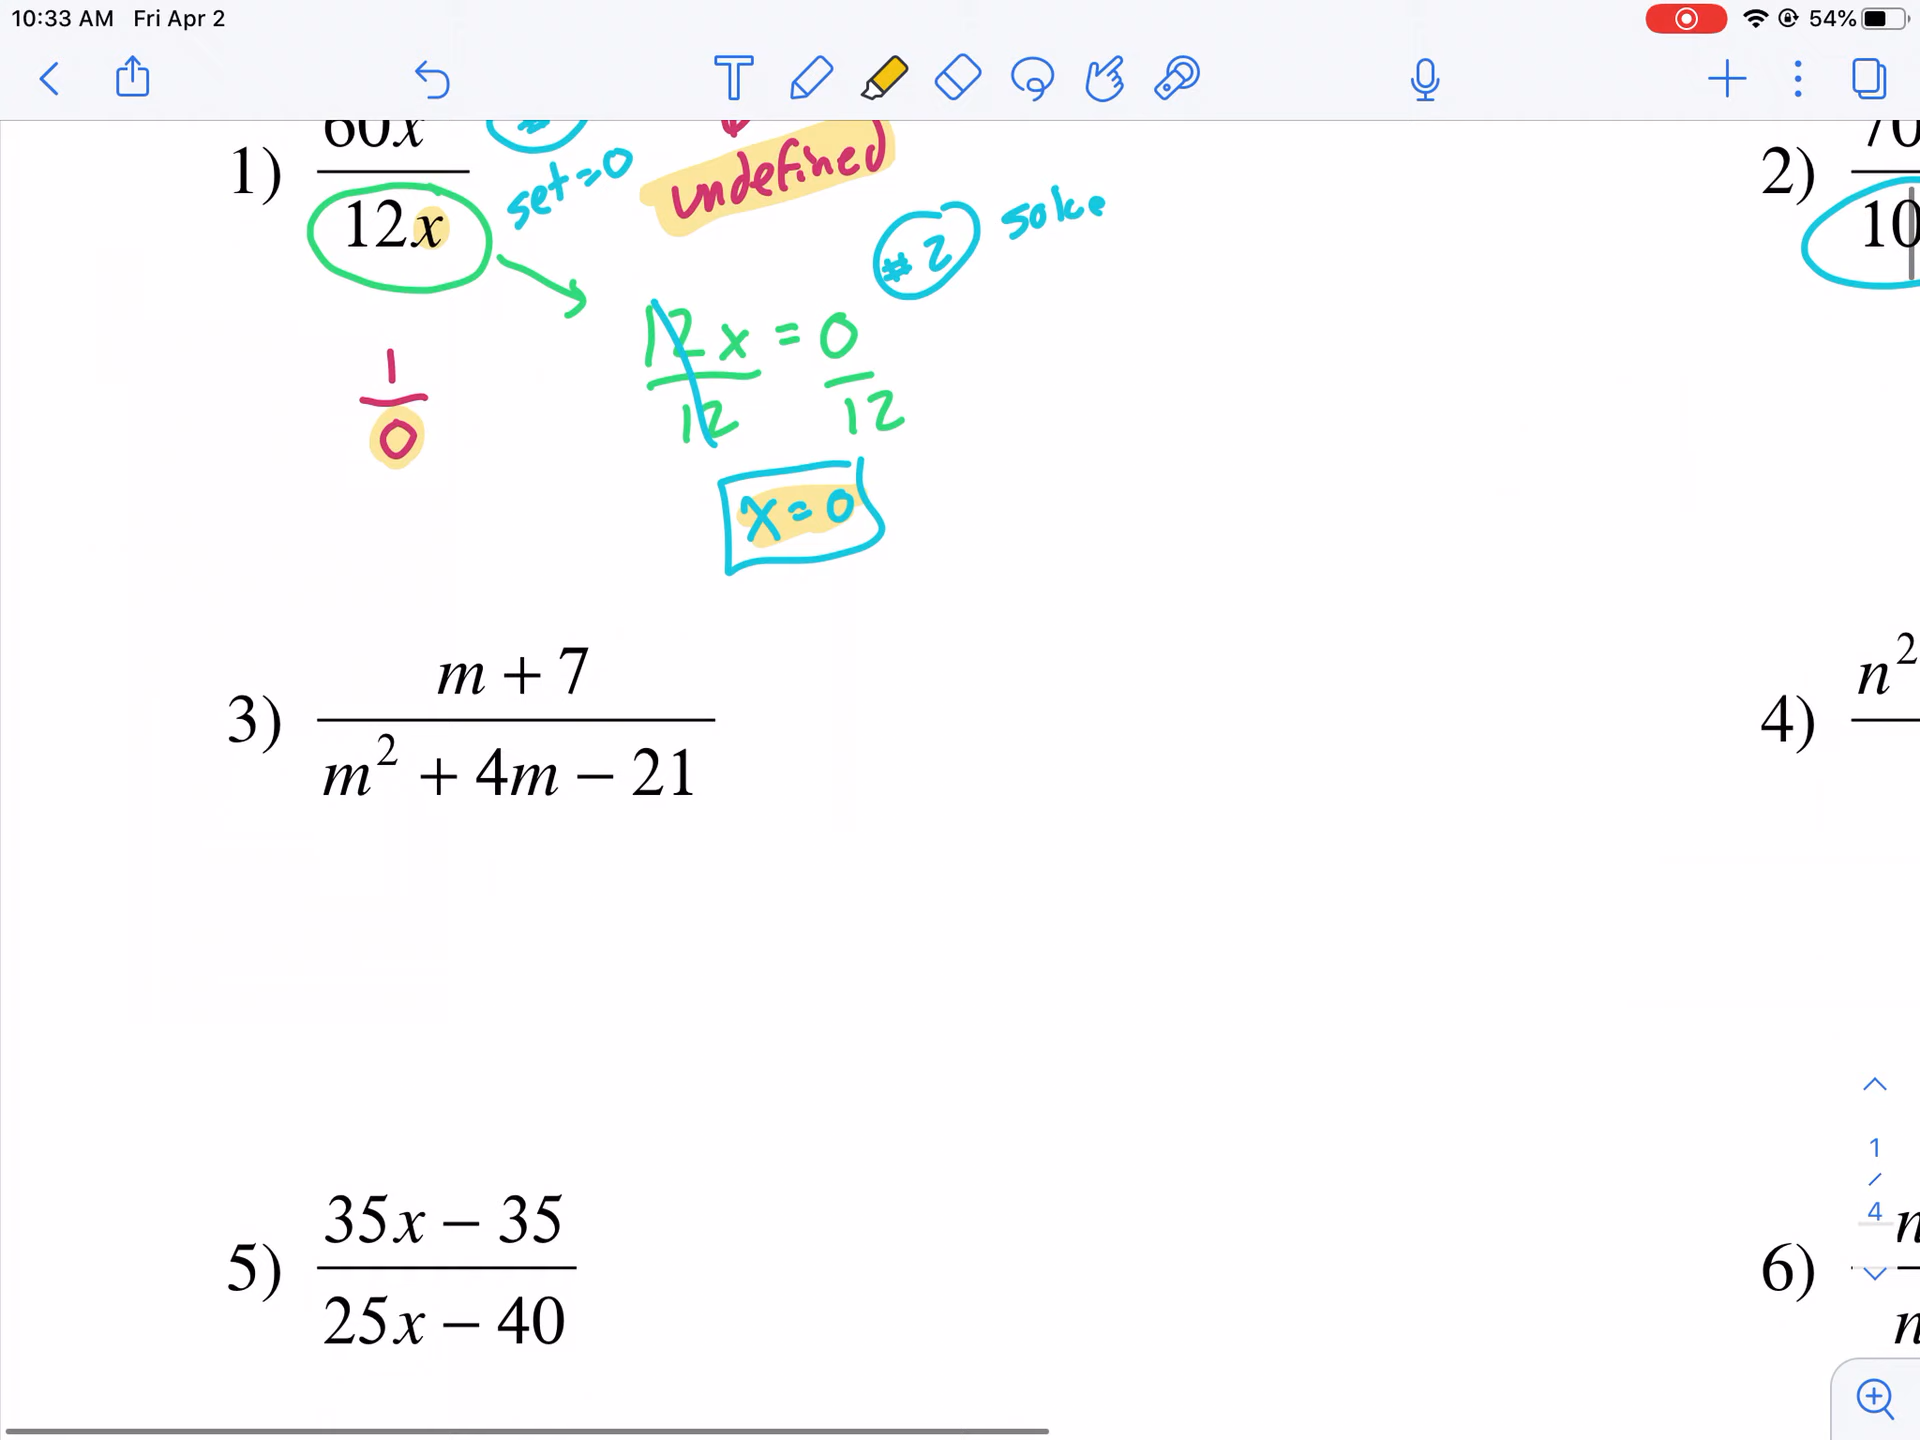 10:33 AM Fri Apr 2
54%
T
1) 60x
12x
set=0
undefined
#2 solve
12x = 0
12 12
x = 0
1
0
2) 70
10
3) m + 7
m² + 4m − 21
4) n²
5) 35x − 35
25x − 40
6) n
n
1
/
4